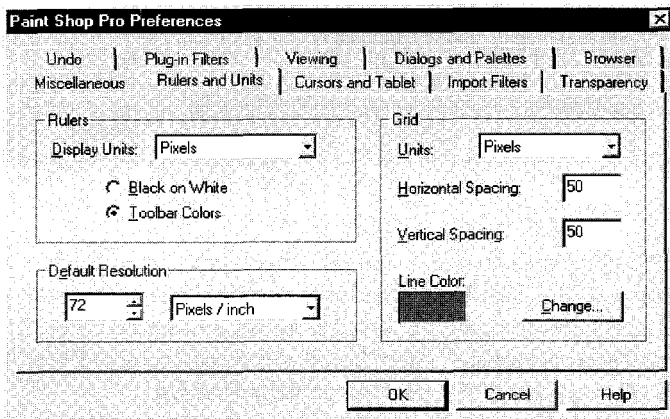 Paint Shop Pro Preferences
Undo Plug-in Filters Viewing Dialogs and Palettes Browser
Miscellaneous Rulers and Units Cursors and Tablet Import Filters Transparency
Rulers
Display Units: Pixels
Black on White
Toolbar Colors
Default Resolution
72 Pixels / inch
Grid
Units: Pixels
Horizontal Spacing: 50
Vertical Spacing: 50
Line Color:
Change...
OK Cancel Help